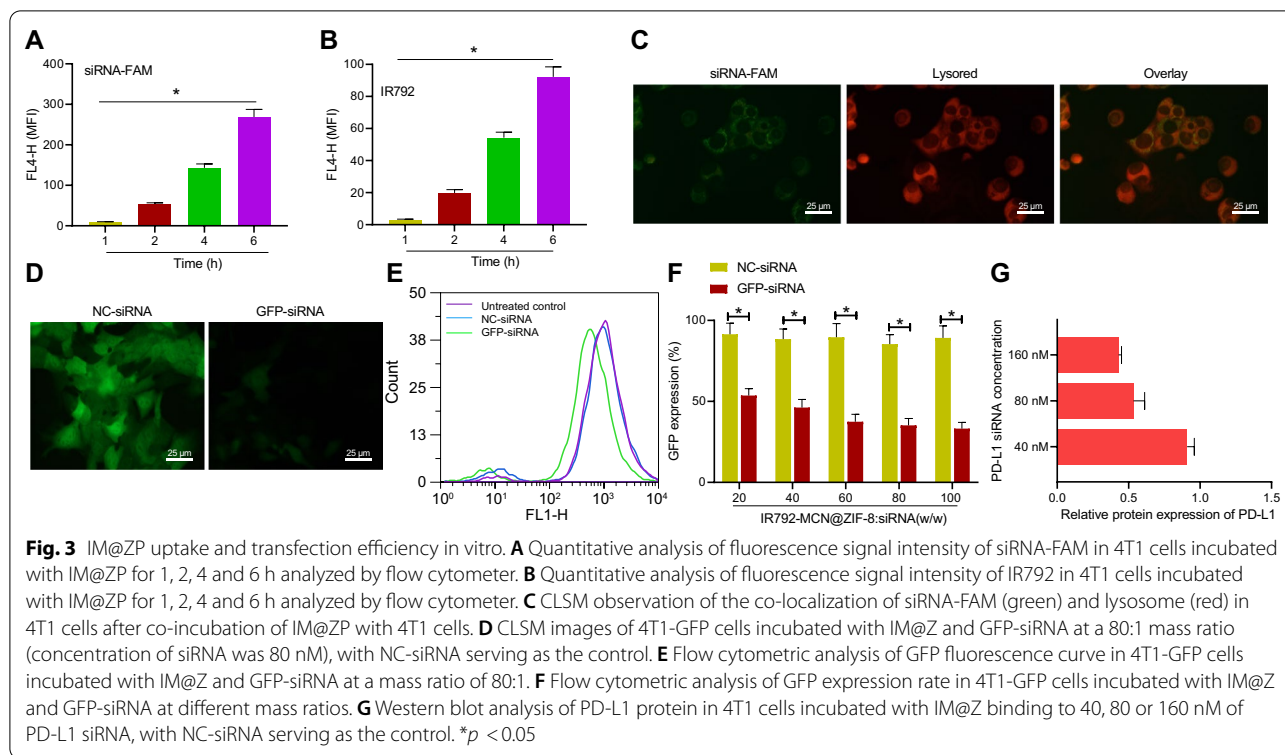 A
siRNA-FAM
*
FL4-H (MFI)
400
300
200
100
0
1 2 4 6
Time (h)
B
*
IR792
FL4-H (MFI)
100
80
60
40
20
0
1 2 4 6
Time (h)
C
siRNA-FAM Lysored Overlay
25 µm 25 µm 25 µm
D
NC-siRNA GFP-siRNA
25 µm 25 µm
E
Untreated control
NC-siRNA
GFP-siRNA
Count
50
38
25
13
0
10⁰ 10¹ 10² 10³ 10⁴
FL1-H
F
NC-siRNA
GFP-siRNA
* * * * *
GFP expression (%)
100
50
0
20 40 60 80 100
IR792-MCN@ZIF-8:siRNA(w/w)
G
PD-L1 siRNA concentration
160 nM
80 nM
40 nM
0.0 0.5 1.0 1.5
Relative protein expression of PD-L1
Fig. 3 IM@ZP uptake and transfection efficiency in vitro. A Quantitative analysis of fluorescence signal intensity of siRNA-FAM in 4T1 cells incubated
with IM@ZP for 1, 2, 4 and 6 h analyzed by flow cytometer. B Quantitative analysis of fluorescence signal intensity of IR792 in 4T1 cells incubated
with IM@ZP for 1, 2, 4 and 6 h analyzed by flow cytometer. C CLSM observation of the co-localization of siRNA-FAM (green) and lysosome (red) in
4T1 cells after co-incubation of IM@ZP with 4T1 cells. D CLSM images of 4T1-GFP cells incubated with IM@Z and GFP-siRNA at a 80:1 mass ratio
(concentration of siRNA was 80 nM), with NC-siRNA serving as the control. E Flow cytometric analysis of GFP fluorescence curve in 4T1-GFP cells
incubated with IM@Z and GFP-siRNA at a mass ratio of 80:1. F Flow cytometric analysis of GFP expression rate in 4T1-GFP cells incubated with IM@Z
and GFP-siRNA at different mass ratios. G Western blot analysis of PD-L1 protein in 4T1 cells incubated with IM@Z binding to 40, 80 or 160 nM of
PD-L1 siRNA, with NC-siRNA serving as the control. *p < 0.05